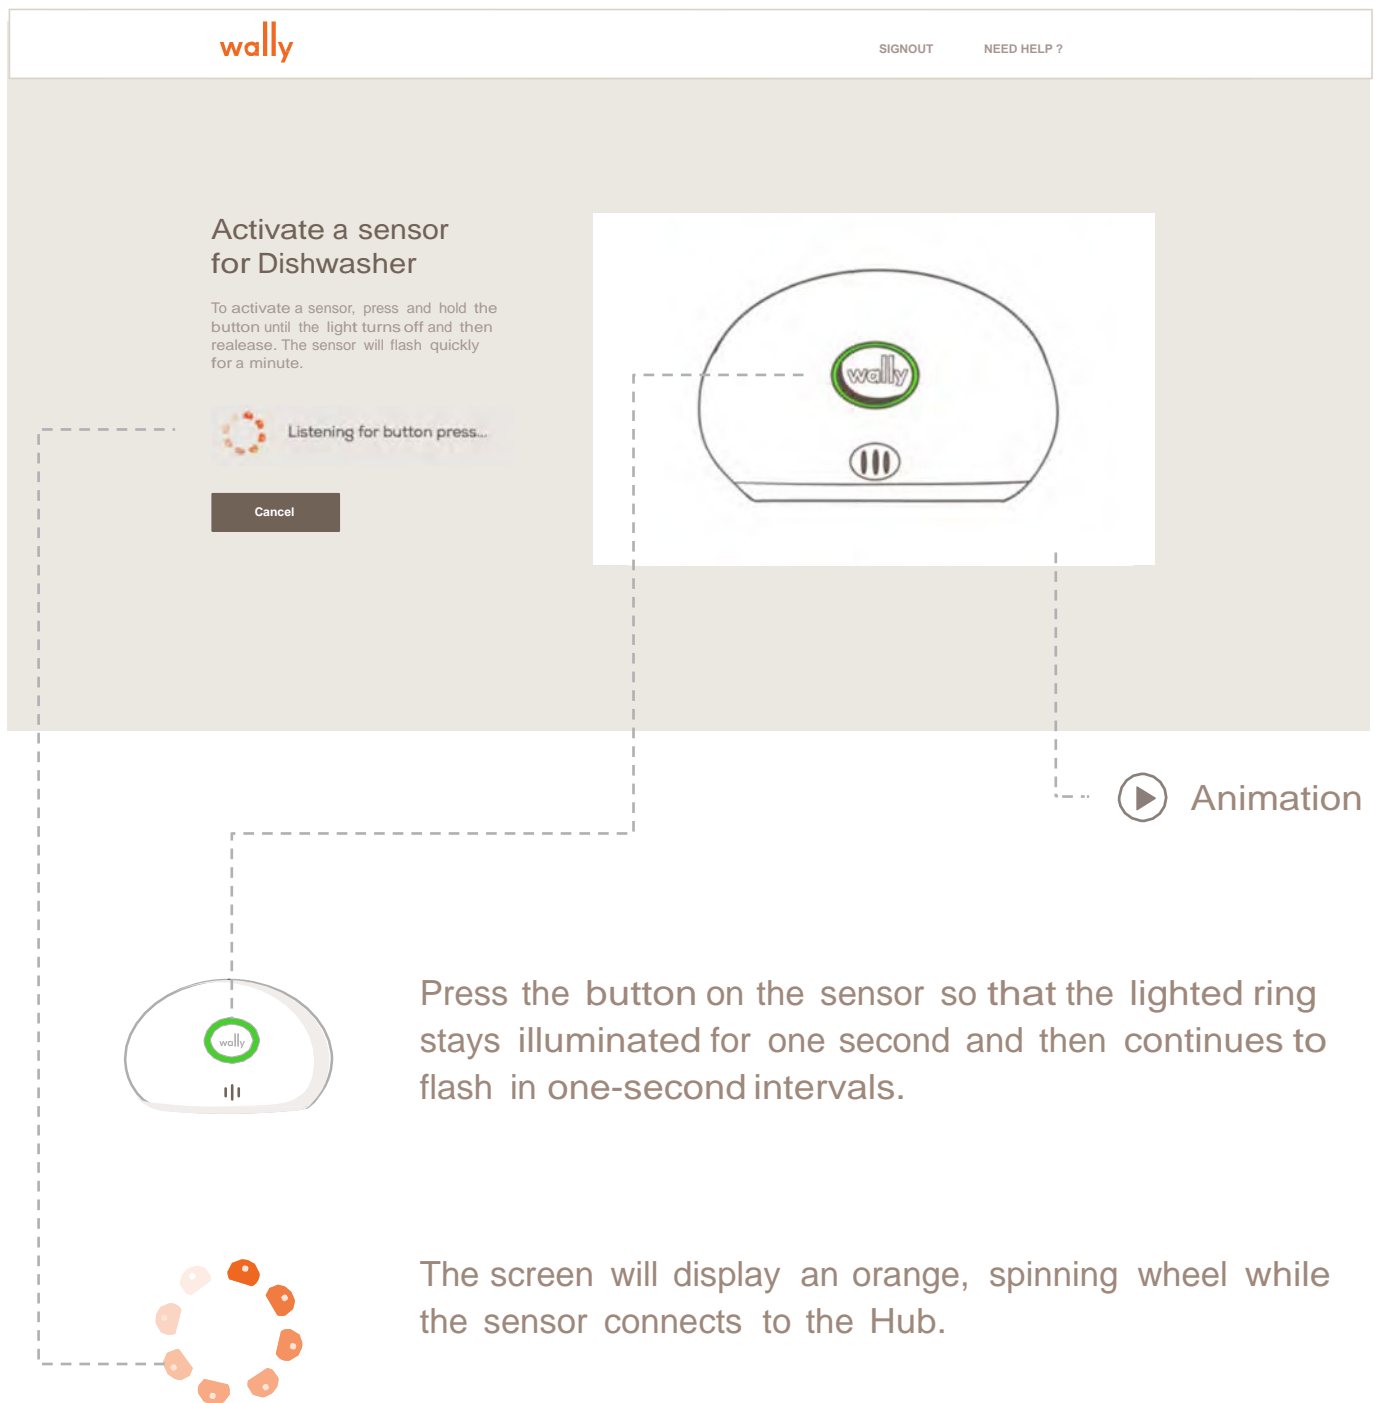 wally
SIGNOUT NEED HELP ?
Activate a sensor
for Dishwasher
To activate a sensor, press and hold the
button until the light turns off and then
realease. The sensor will flash quickly
for a minute.
Listening for button press...
Cancel
wally
Animation
wally
Press the button on the sensor so that the lighted ring
stays illuminated for one second and then continues to
flash in one-second intervals.
The screen will display an orange, spinning wheel while
the sensor connects to the Hub.